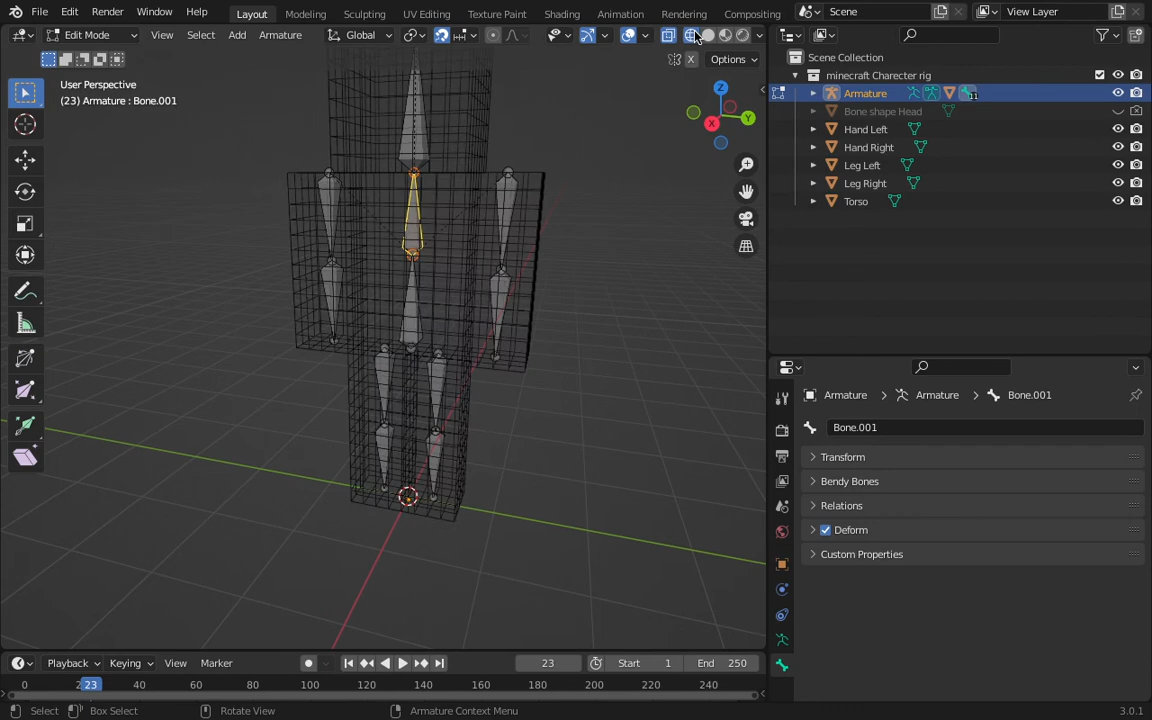 File Edit Render Window Help Layout Modeling Sculpting UV Editing Texture Paint Shading Animation Rendering Compositing Scene View Layer
Edit Mode View Select Add Armature Global
X Options
User Perspective
(23) Armature : Bone.001
Z
Y
X
Scene Collection
minecraft Charecter rig
Armature 11
Bone shape Head
Hand Left
Hand Right
Leg Left
Leg Right
Torso
Armature > Armature > Bone.001
Bone.001
Transform
Bendy Bones
Relations
Deform
Custom Properties
Playback Keying View Marker 23 Start 1 End 250
0 23 40 60 80 100 120 140 160 180 200 220 240
Select Box Select Rotate View Armature Context Menu 3.0.1